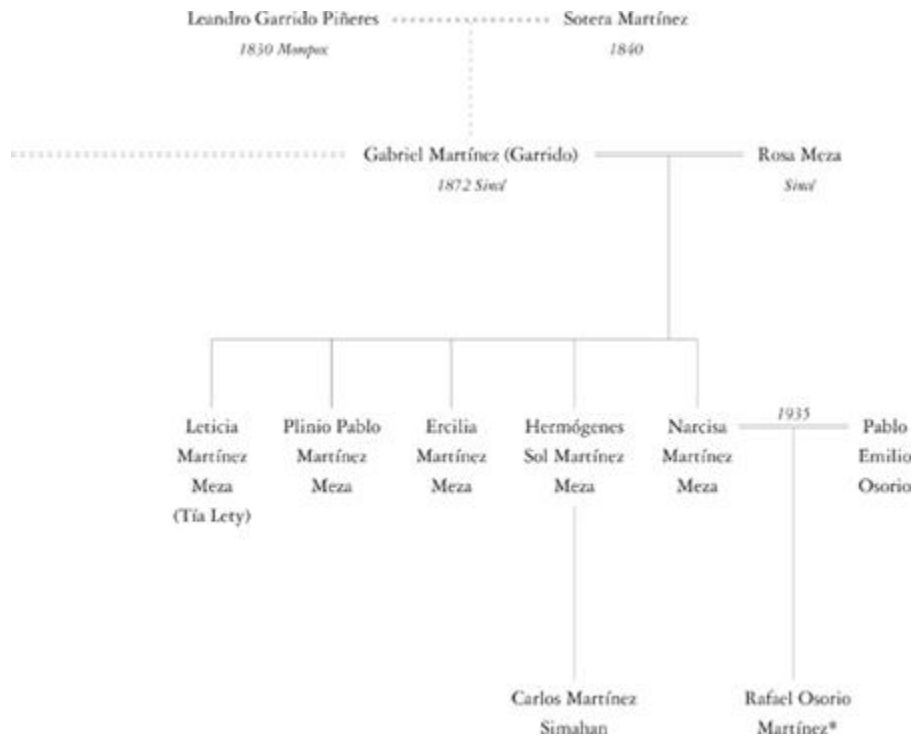 Leandro Garrido Piñeres
Sotera Martínez
1830 Mompox
1840
Gabriel Martínez (Garrido)
Rosa Meza
1872 Sincé
Sincé
1935
Leticia
Martínez
Meza
(Tía Lety)
Plinio Pablo
Martínez
Meza
Ercilia
Martínez
Meza
Hermógenes
Sol Martínez
Meza
Narcisa
Martínez
Meza
Pablo
Emilio
Osorio
Carlos Martínez
Simahan
Rafael Osorio
Martínez*